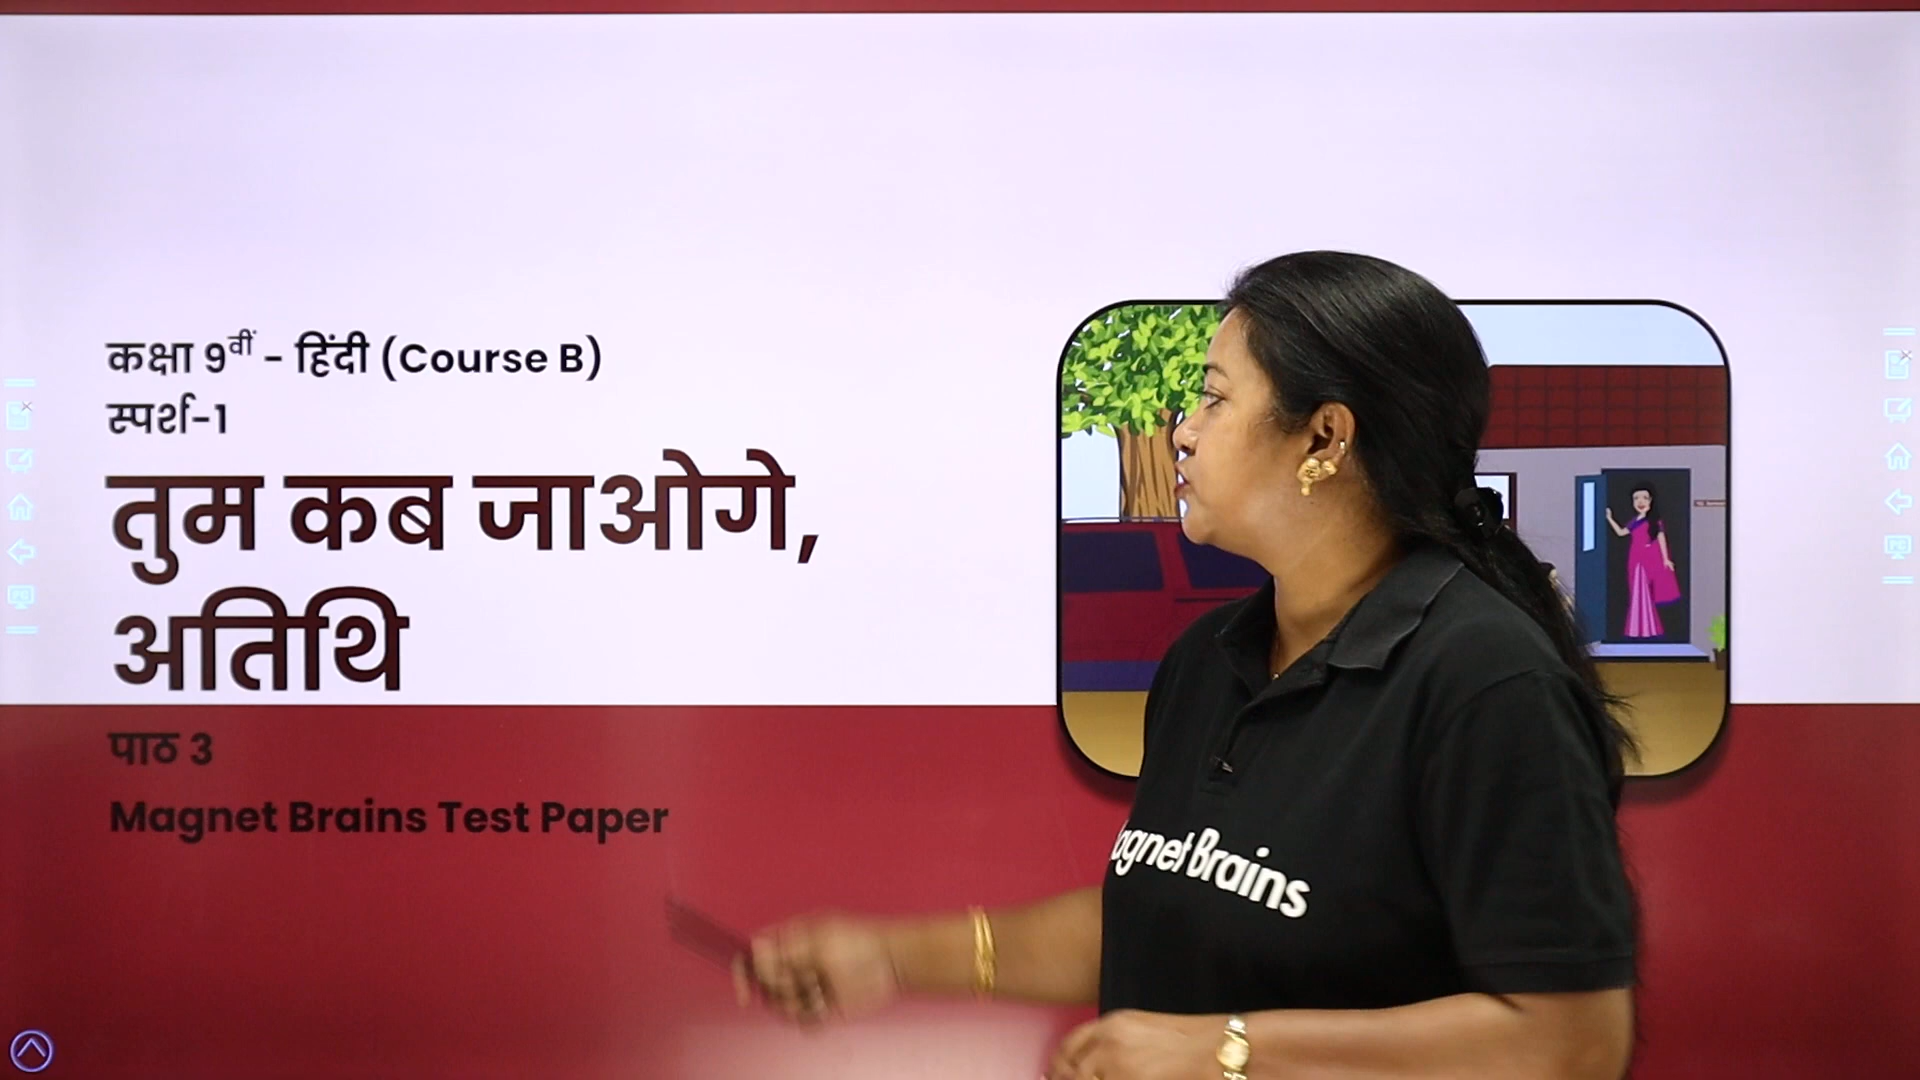 कक्षा 9वीं - हिंदी (Course B)
स्पर्श-1
तुम कब जाओगे,
अतिथि
पाठ 3
Magnet Brains Test Paper
agnet Brains